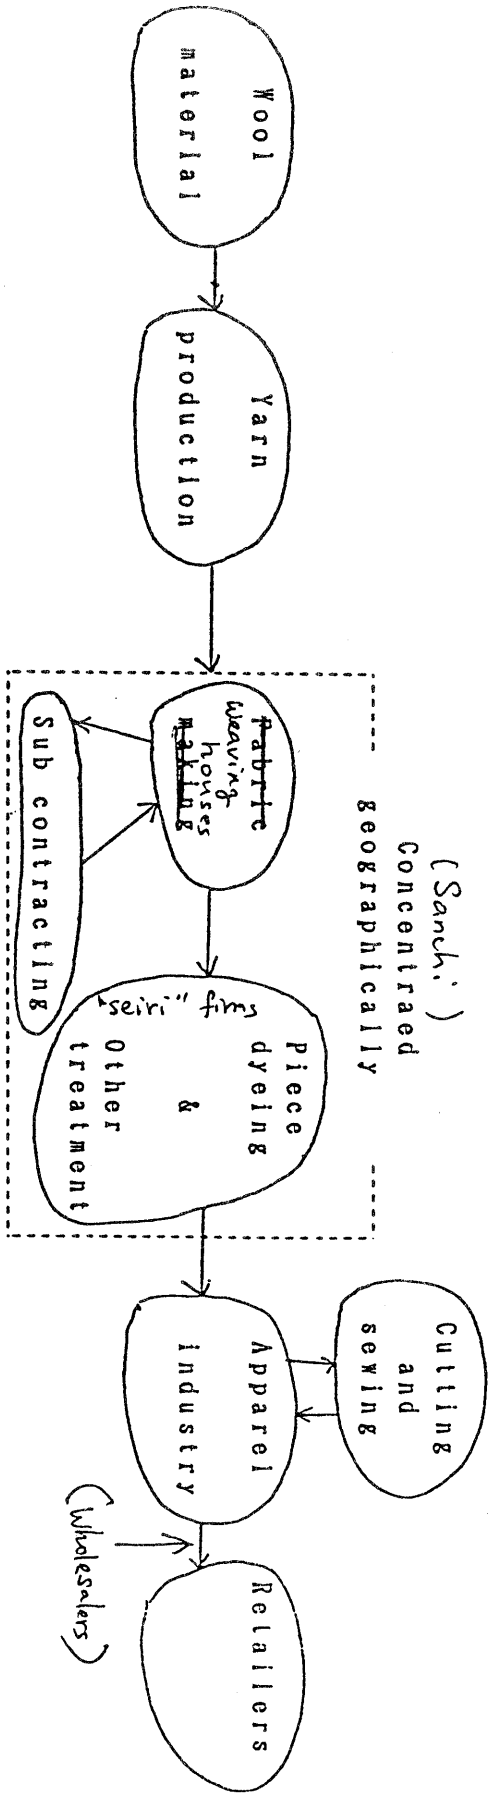 Wool
material
Yarn
production
(Sanchi)
Concentraed
geographically
Fabric
Weaving
houses
making
Sub contracting
Piece
dyeing
"seiri" firms
&
Other
treatment
Cutting
and
sewing
Apparel
industry
(Wholesalers)
Retailers